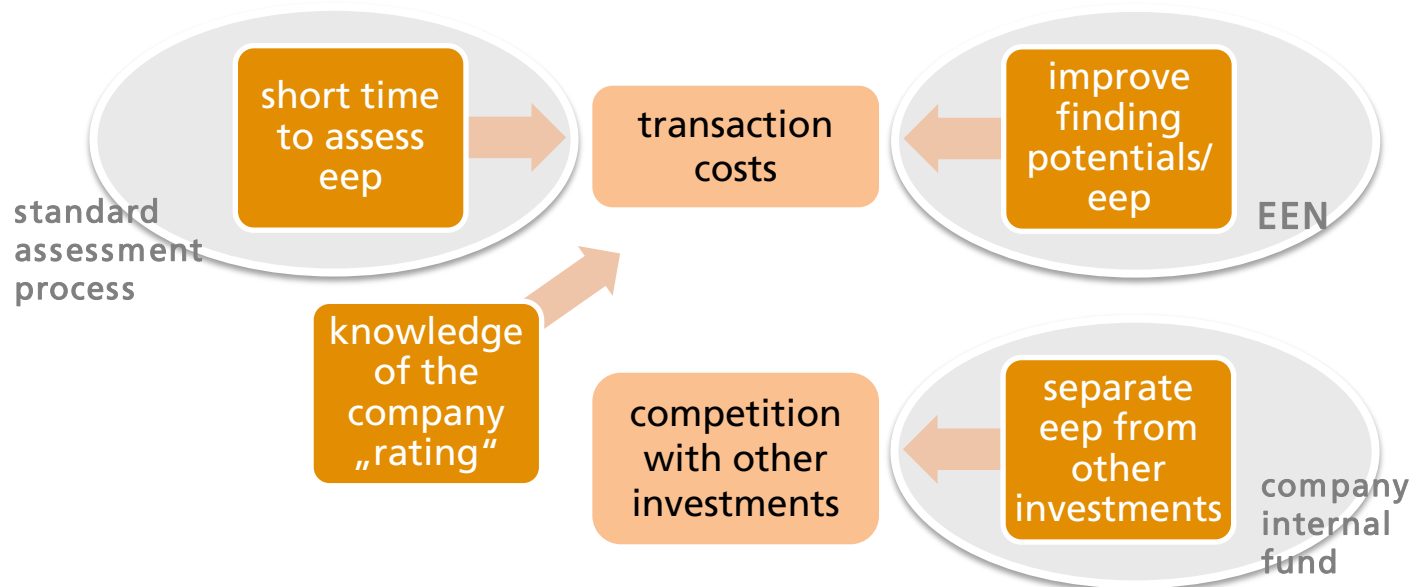 short time
to assess
eep
standard
assessment
process
transaction
costs
improve
finding
potentials/
eep
EEN
knowledge
of the
company
„rating“
competition
with other
investments
separate
eep from
other
investments
company
internal
fund